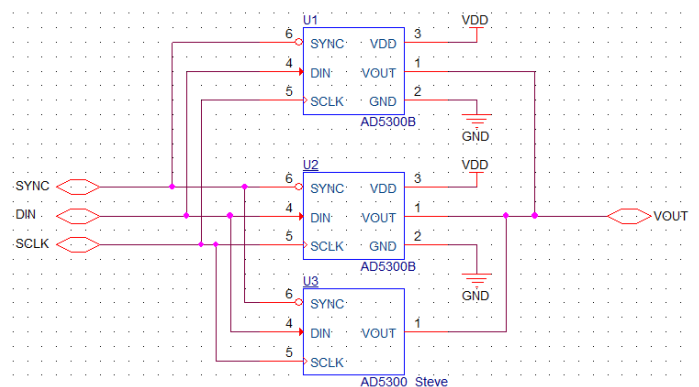 U1
VDD
6 SYNC VDD 3
4 DIN VOUT 1
5 SCLK GND 2
AD5300B
GND
U2
VDD
SYNC 6 SYNC VDD 3
DIN 4 DIN VOUT 1 VOUT
SCLK 5 SCLK GND 2
AD5300B
GND
U3
6 SYNC
4 DIN VOUT 1
5 SCLK
AD5300 Steve